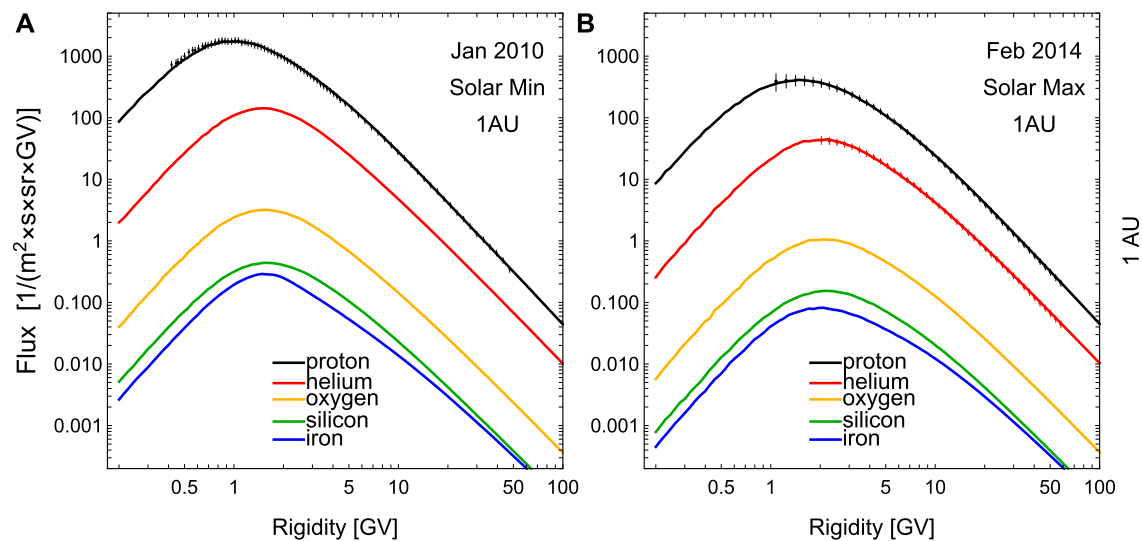 A
Jan 2010
Solar Min
1AU
Flux [1/(m²×s×sr×GV)]
1000
100
10
1
0.100
0.010
0.001
proton
helium
oxygen
silicon
iron
0.5 1 5 10 50 100
Rigidity [GV]
B
Feb 2014
Solar Max
1AU
1000
100
10
1
0.100
0.010
0.001
proton
helium
oxygen
silicon
iron
0.5 1 5 10 50 100
Rigidity [GV]
1 AU